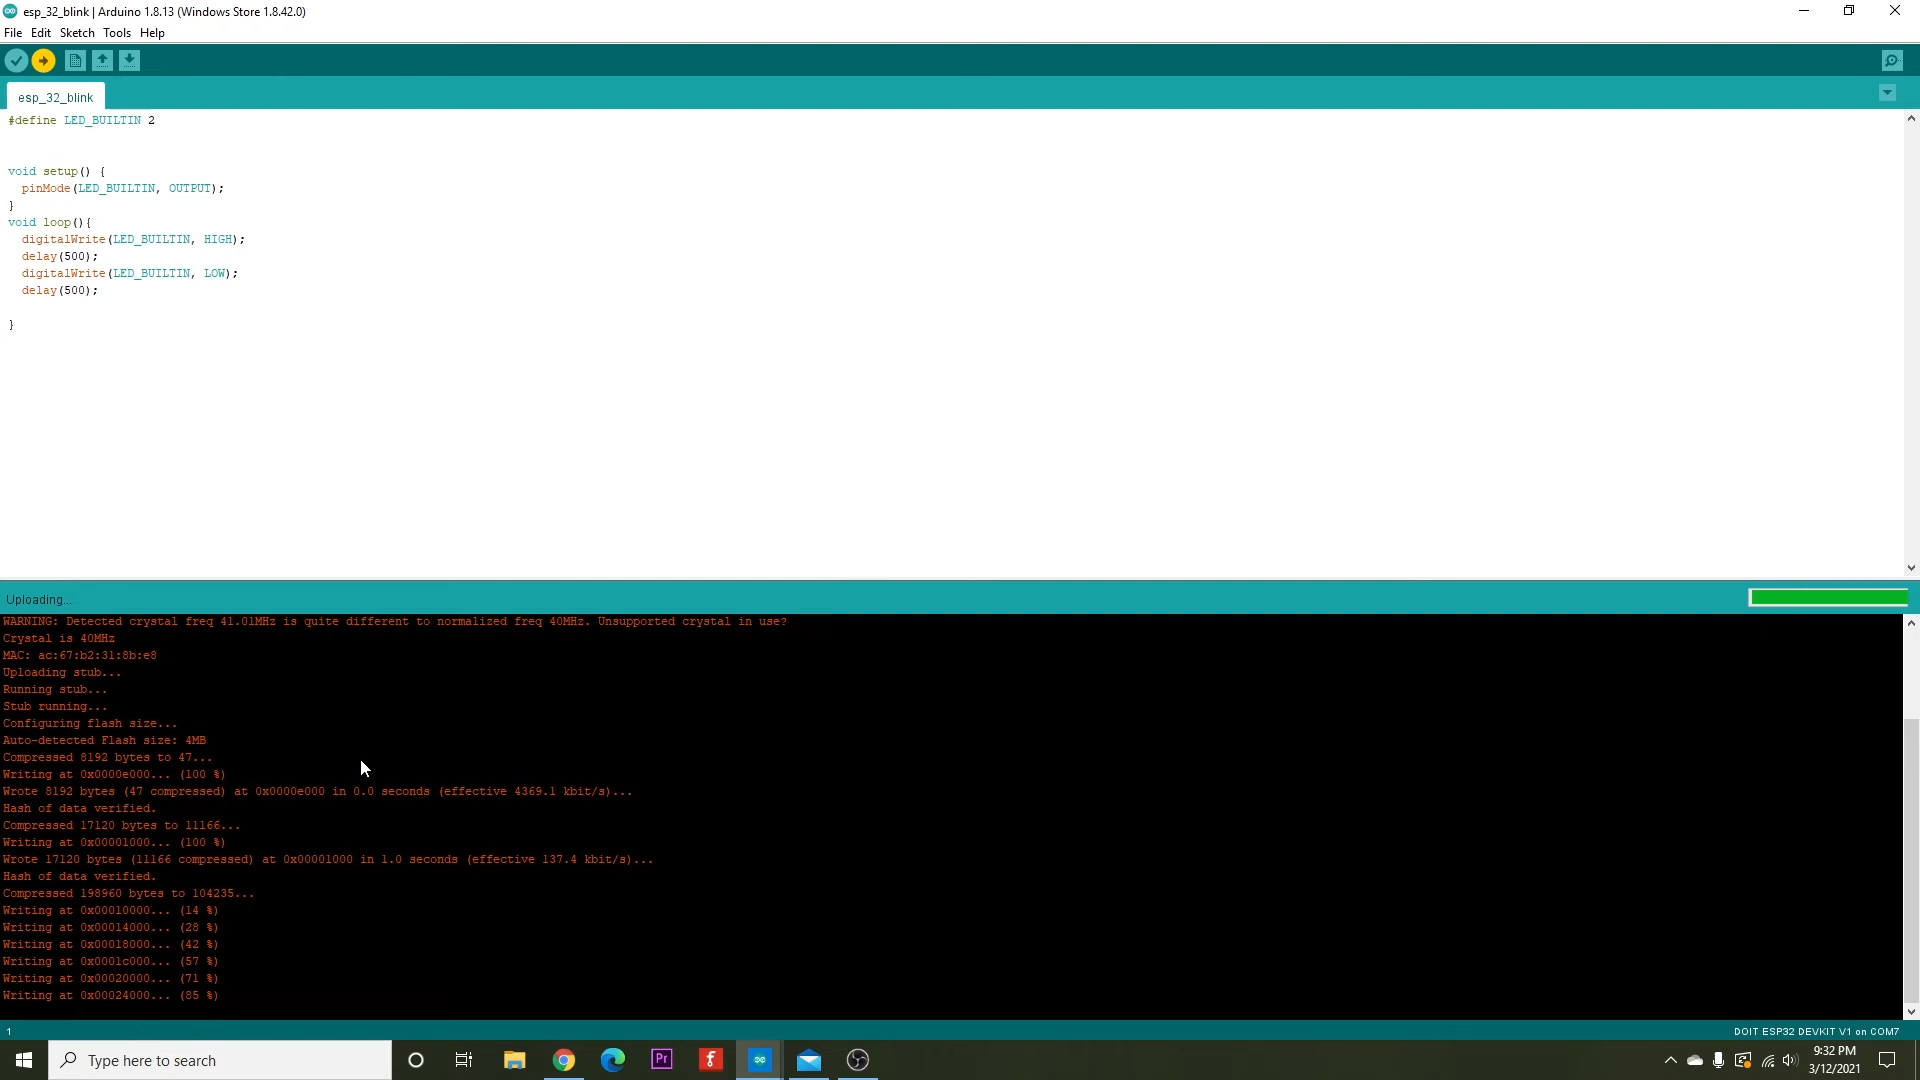 esp_32_blink | Arduino 1.8.13 (Windows Store 1.8.42.0)
File Edit Sketch Tools Help
esp_32_blink
#define LED_BUILTIN 2
void setup() {
pinMode(LED_BUILTIN, OUTPUT);
}
void loop(){
digitalWrite(LED_BUILTIN, HIGH);
delay(500);
digitalWrite(LED_BUILTIN, LOW);
delay(500);
}
Uploading...
WARNING: Detected crystal freq 41.01MHz is quite different to normalized freq 40MHz. Unsupported crystal in use?
Crystal is 40MHz
MAC: ac:67:b2:31:8b:e8
Uploading stub...
Running stub...
Stub running...
Configuring flash size...
Auto-detected Flash size: 4MB
Compressed 8192 bytes to 47...
Writing at 0x0000e000... (100 %)
Wrote 8192 bytes (47 compressed) at 0x0000e000 in 0.0 seconds (effective 4369.1 kbit/s)...
Hash of data verified.
Compressed 17120 bytes to 11166...
Writing at 0x00001000... (100 %)
Wrote 17120 bytes (11166 compressed) at 0x00001000 in 1.0 seconds (effective 137.4 kbit/s)...
Hash of data verified.
Compressed 198960 bytes to 104235...
Writing at 0x00010000... (14 %)
Writing at 0x00014000... (28 %)
Writing at 0x00018000... (42 %)
Writing at 0x0001c000... (57 %)
Writing at 0x00020000... (71 %)
Writing at 0x00024000... (85 %)
1
DOIT ESP32 DEVKIT V1 on COM7
Type here to search
Pr
9:32 PM
3/12/2021